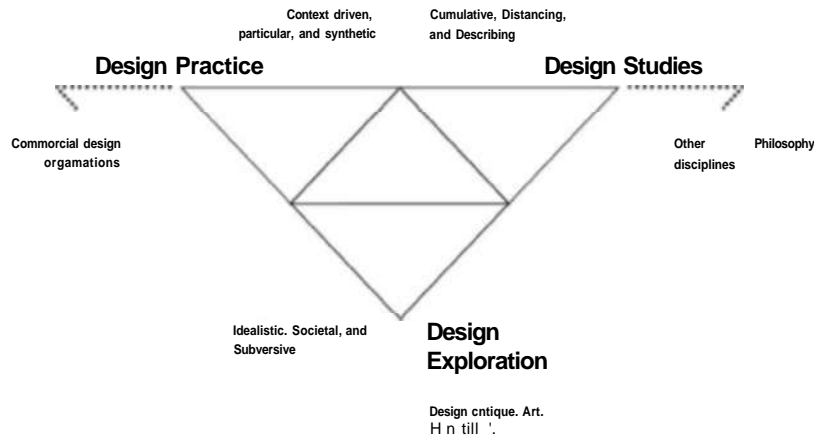 Context driven,
particular, and synthetic
Cumulative, Distancing,
and Describing
Design Practice
Design Studies
Commorcial design
orgamations
Other Philosophy
disciplines
Idealistic. Societal, and
Subversive
Design
Exploration
Design cntique. Art.
H n till '.